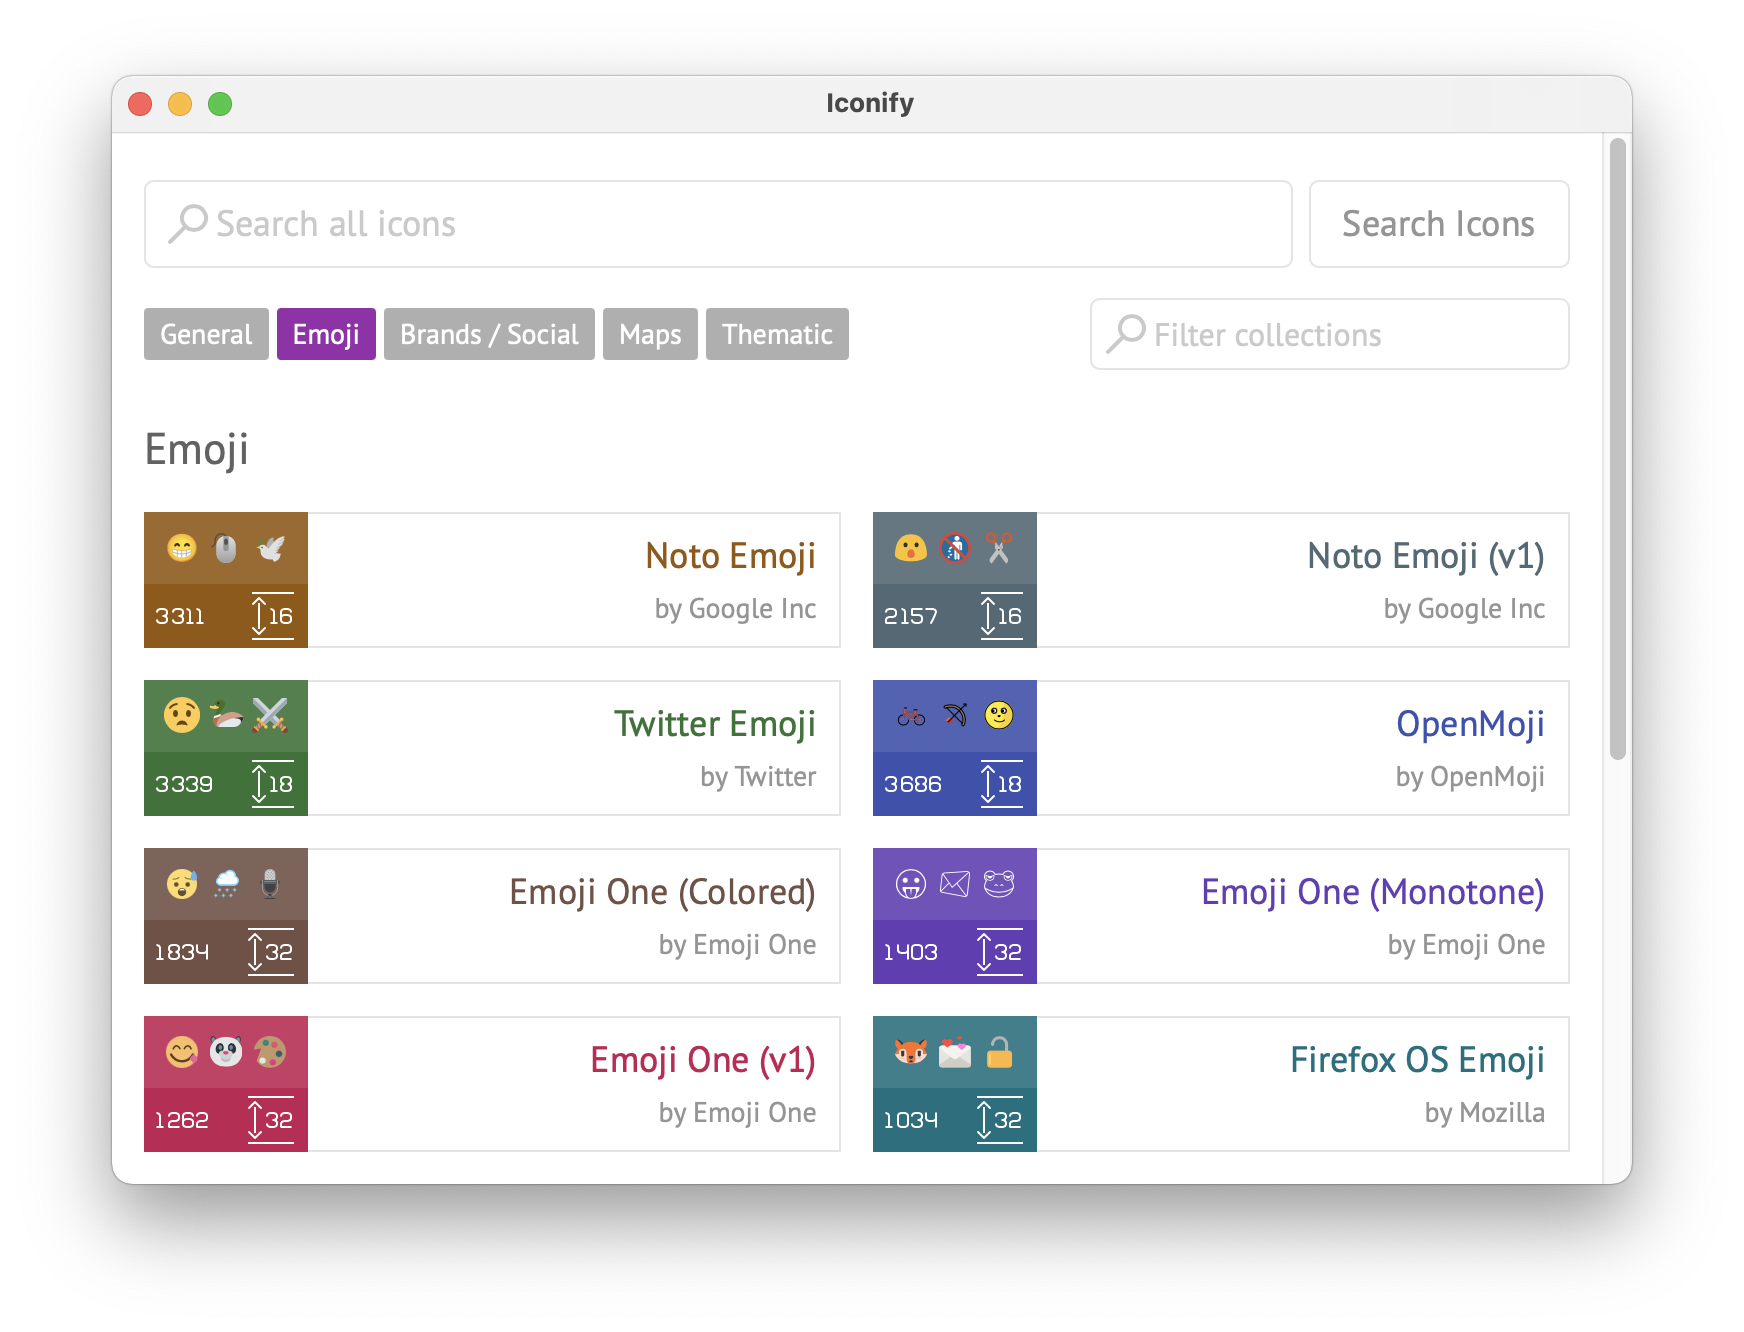 Iconify
Search all icons
Search Icons
General
Emoji
Brands / Social
Maps
Thematic
Filter collections
Emoji
Noto Emoji
by Google Inc
3311
16
Noto Emoji (v1)
by Google Inc
2157
16
Twitter Emoji
by Twitter
3339
18
OpenMoji
by OpenMoji
3686
18
Emoji One (Colored)
by Emoji One
1834
32
Emoji One (Monotone)
by Emoji One
1403
32
Emoji One (v1)
by Emoji One
1262
32
Firefox OS Emoji
by Mozilla
1034
32